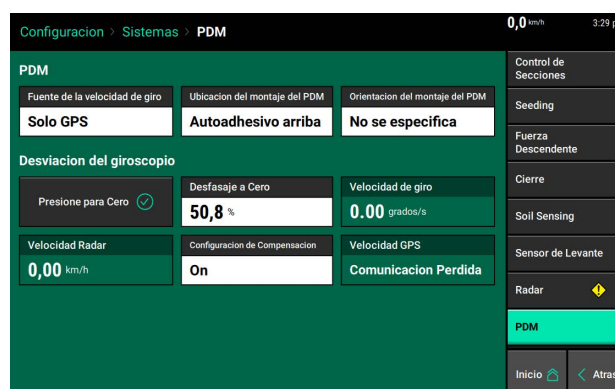 Configuracion > Sistemas > PDM
0,0 km/h
3:29 p
PDM
Fuente de la velocidad de giro
Solo GPS
Ubicacion del montaje del PDM
Autoadhesivo arriba
Orientacion del montaje del PDM
No se especifica
Desviacion del giroscopio
Presione para Cero
Desfasaje a Cero
50,8 %
Velocidad de giro
0.00 grados/s
Velocidad Radar
0,00 km/h
Configuracion de Compensacion
On
Velocidad GPS
Comunicacion Perdida
Control de
Secciones
Seeding
Fuerza
Descendente
Cierre
Soil Sensing
Sensor de Levante
Radar
PDM
Inicio
< Atras